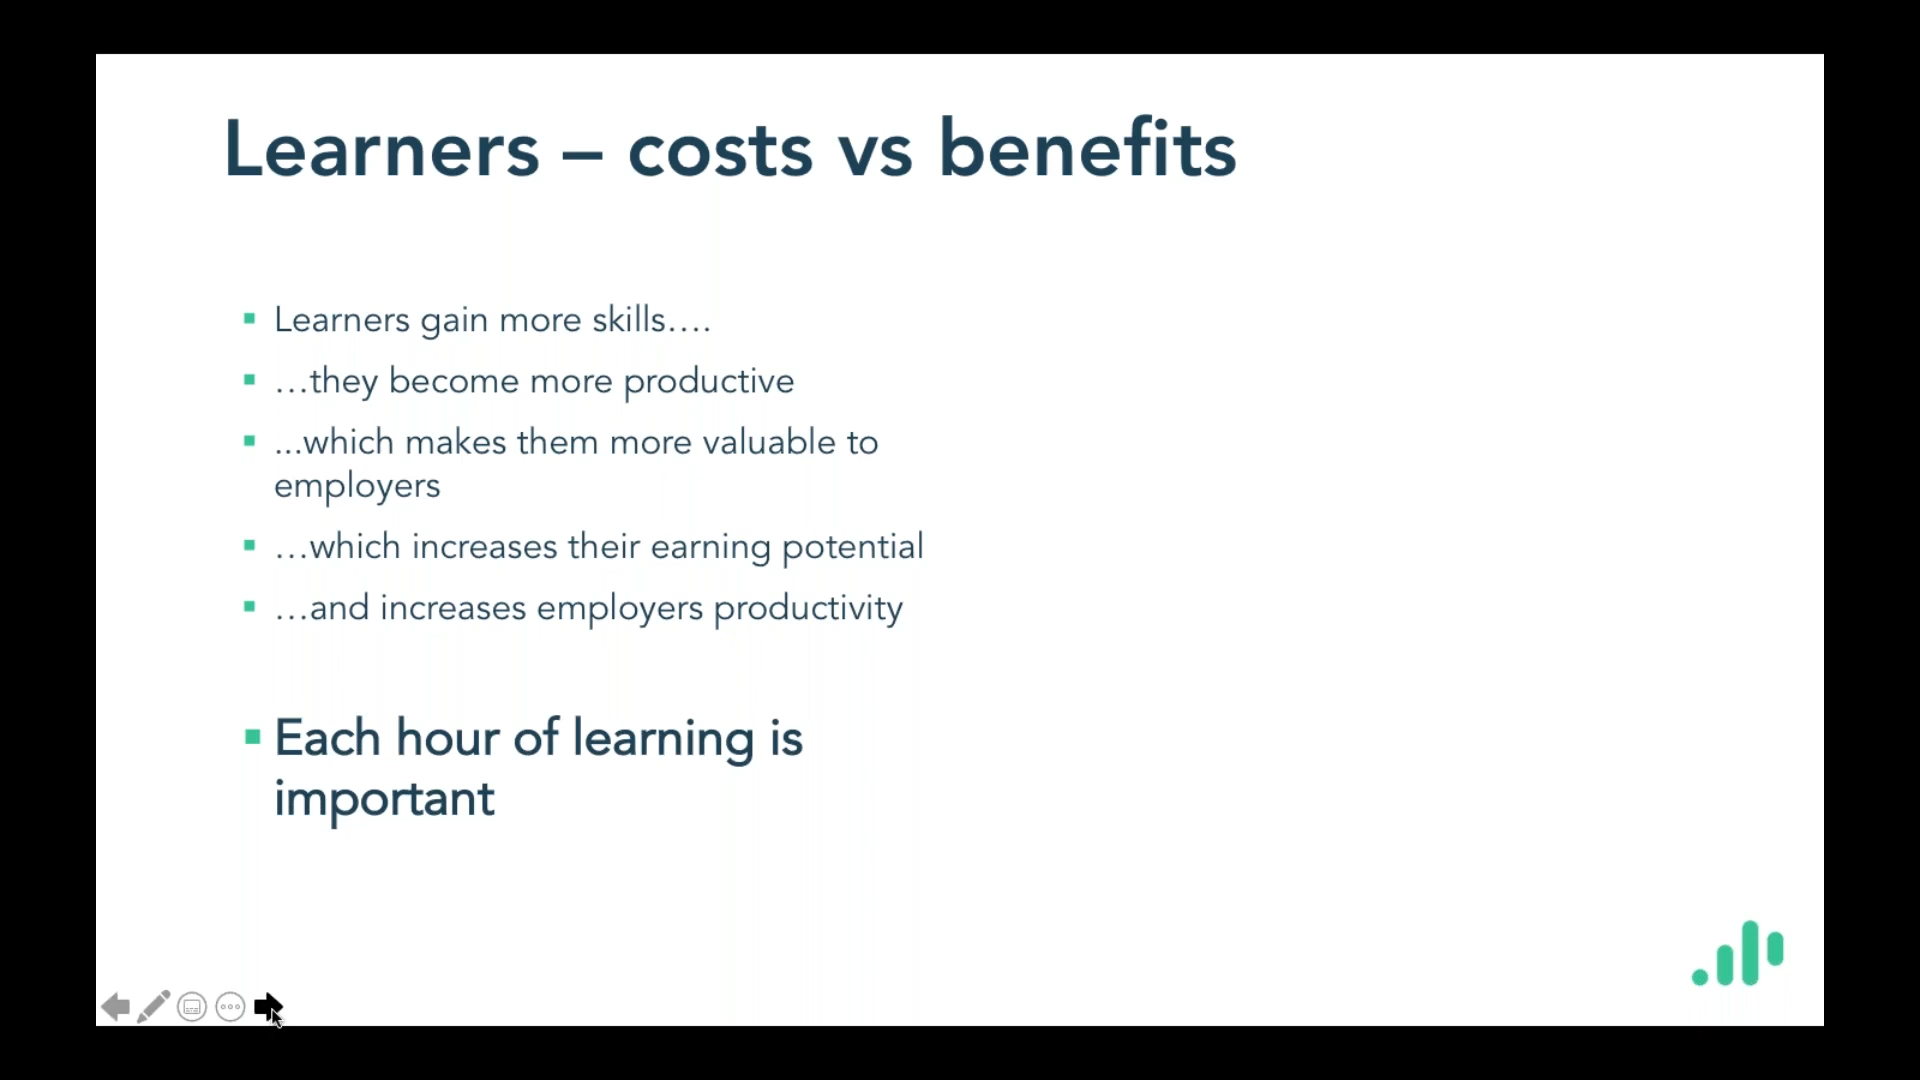 Learners – costs vs benefits
Learners gain more skills….
…they become more productive
...which makes them more valuable to
employers
…which increases their earning potential
…and increases employers productivity
Each hour of learning is
important